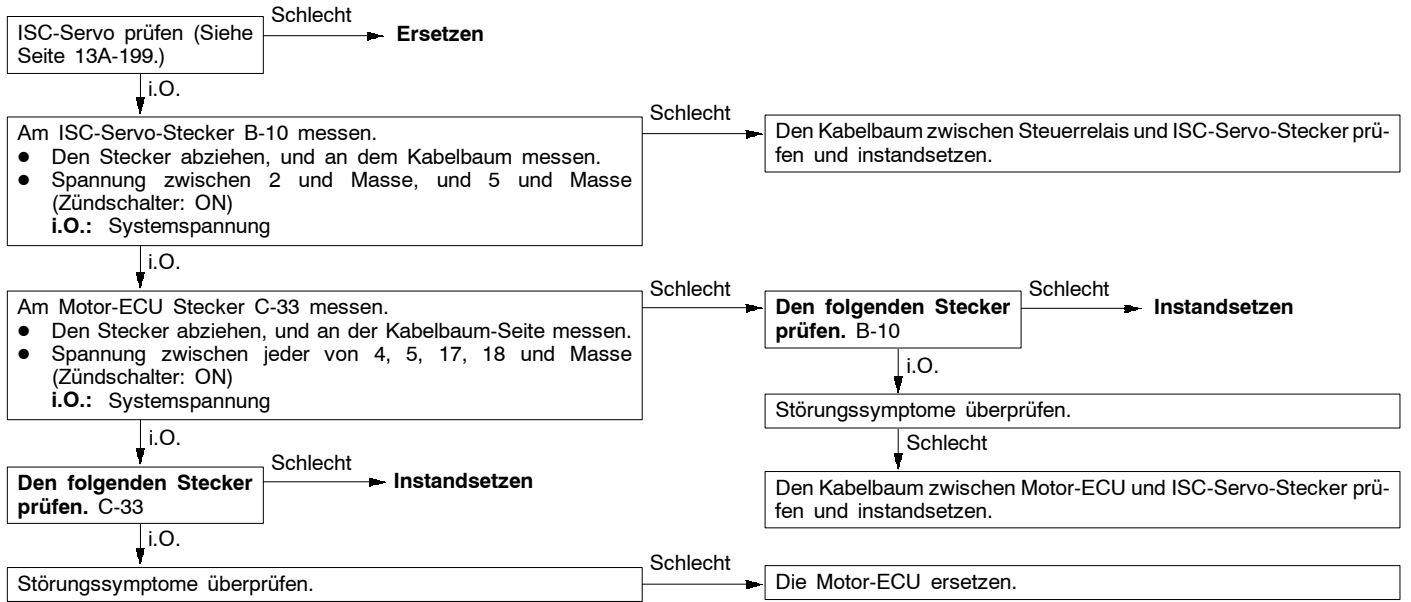 ISC-Servo prüfen (Siehe
Seite 13A-199.)
Schlecht
Ersetzen
i.O.
Am ISC-Servo-Stecker B-10 messen.
● Den Stecker abziehen, und an dem Kabelbaum messen.
● Spannung zwischen 2 und Masse, und 5 und Masse
(Zündschalter: ON)
i.O.: Systemspannung
Schlecht
Den Kabelbaum zwischen Steuerrelais und ISC-Servo-Stecker prü-
fen und instandsetzen.
i.O.
Am Motor-ECU Stecker C-33 messen.
● Den Stecker abziehen, und an der Kabelbaum-Seite messen.
● Spannung zwischen jeder von 4, 5, 17, 18 und Masse
(Zündschalter: ON)
i.O.: Systemspannung
Schlecht
Den folgenden Stecker
prüfen. B-10
Schlecht
Instandsetzen
i.O.
Störungssymptome überprüfen.
Schlecht
Den Kabelbaum zwischen Motor-ECU und ISC-Servo-Stecker prü-
fen und instandsetzen.
i.O.
Den folgenden Stecker
prüfen. C-33
Schlecht
Instandsetzen
i.O.
Störungssymptome überprüfen.
Schlecht
Die Motor-ECU ersetzen.